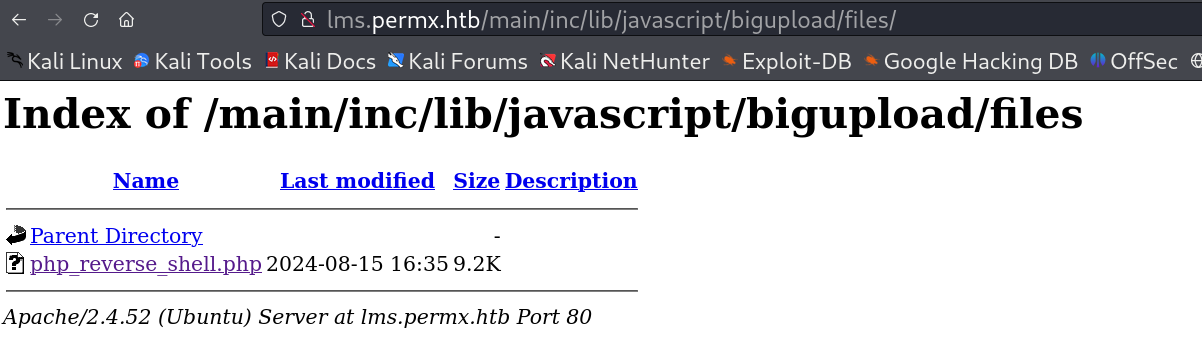 lms.permx.htb/main/inc/lib/javascript/bigupload/files/
Kali Linux Kali Tools Kali Docs Kali Forums Kali NetHunter Exploit-DB Google Hacking DB OffSec
Index of /main/inc/lib/javascript/bigupload/files
Name Last modified Size Description
Parent Directory -
php_reverse_shell.php 2024-08-15 16:35 9.2K
Apache/2.4.52 (Ubuntu) Server at lms.permx.htb Port 80